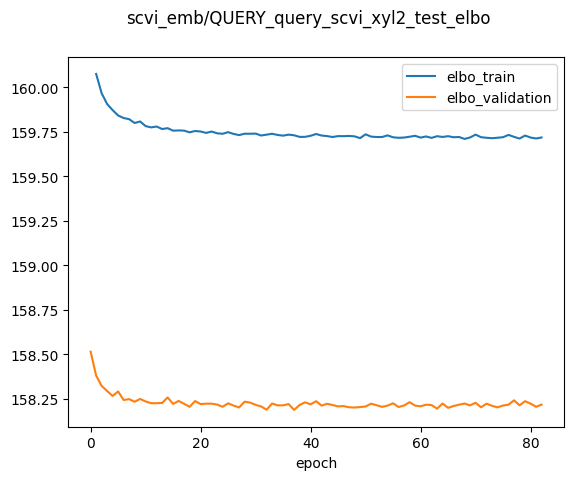 scvi_emb/QUERY_query_scvi_xyl2_test_elbo
elbo_train
elbo_validation
160.00
159.75
159.50
159.25
159.00
158.75
158.50
158.25
0 20 40 60 80
epoch